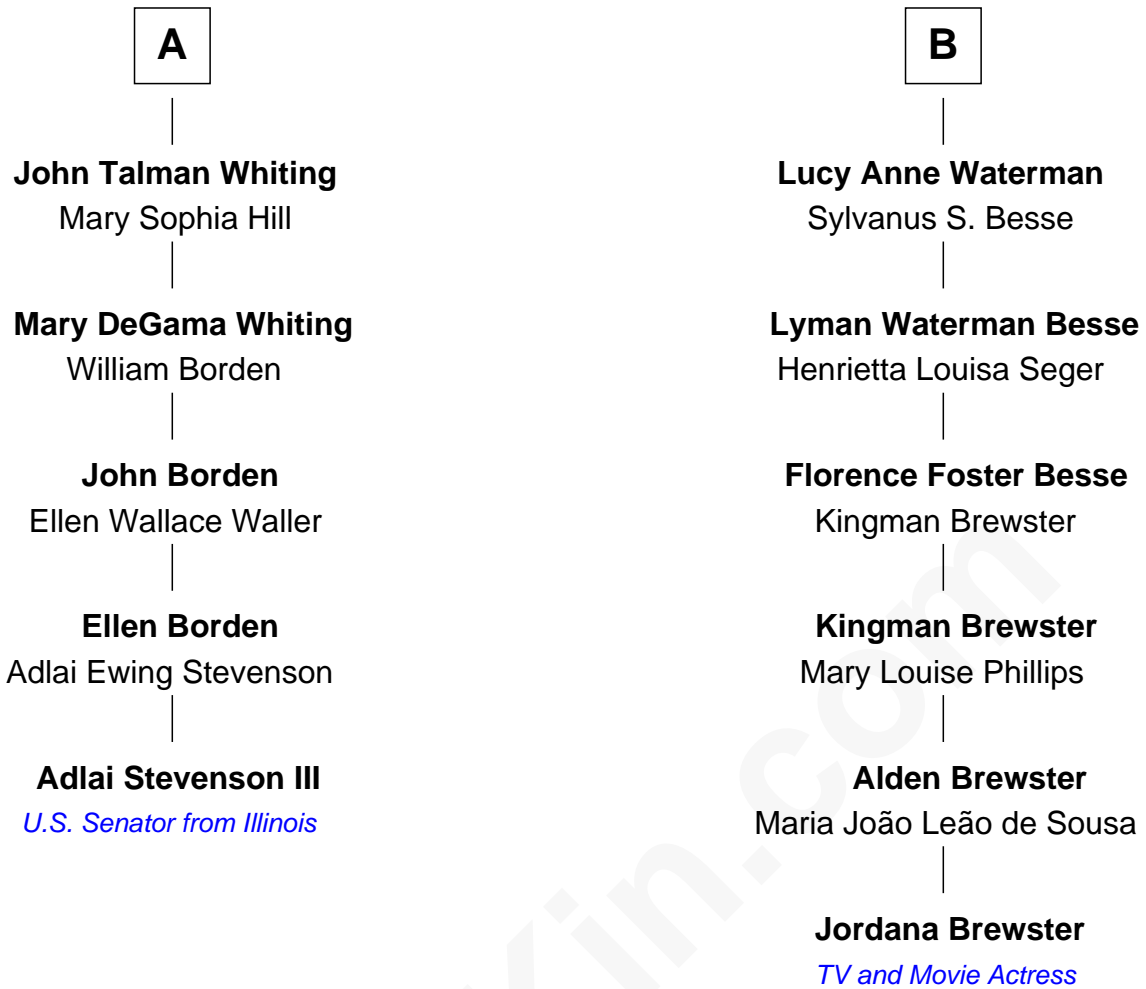 A
John Talman Whiting
Mary Sophia Hill
Mary DeGama Whiting
William Borden
John Borden
Ellen Wallace Waller
Ellen Borden
Adlai Ewing Stevenson
Adlai Stevenson III
U.S. Senator from Illinois
B
Lucy Anne Waterman
Sylvanus S. Besse
Lyman Waterman Besse
Henrietta Louisa Seger
Florence Foster Besse
Kingman Brewster
Kingman Brewster
Mary Louise Phillips
Alden Brewster
Maria João Leão de Sousa
Jordana Brewster
TV and Movie Actress